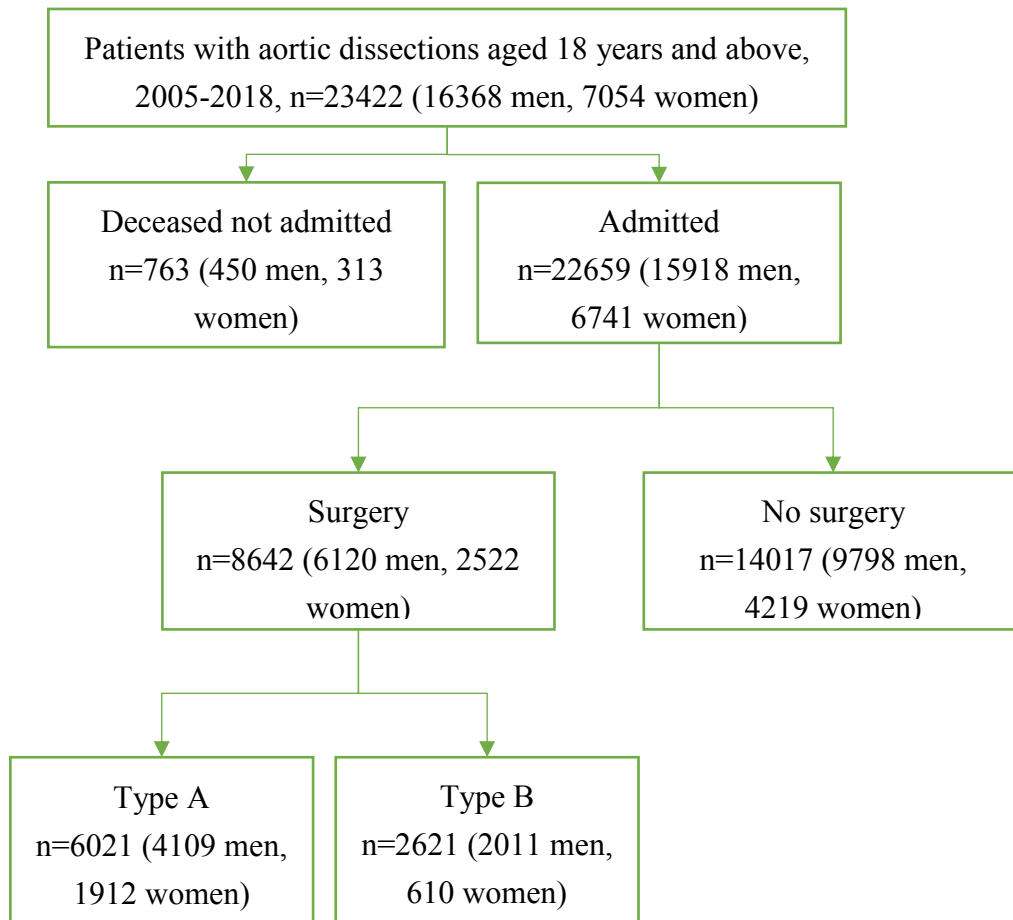 Patients with aortic dissections aged 18 years and above,
2005-2018, n=23422 (16368 men, 7054 women)
Deceased not admitted
n=763 (450 men, 313
women)
Admitted
n=22659 (15918 men,
6741 women)
Surgery
n=8642 (6120 men, 2522
women)
No surgery
n=14017 (9798 men,
4219 women)
Type A
n=6021 (4109 men,
1912 women)
Type B
n=2621 (2011 men,
610 women)